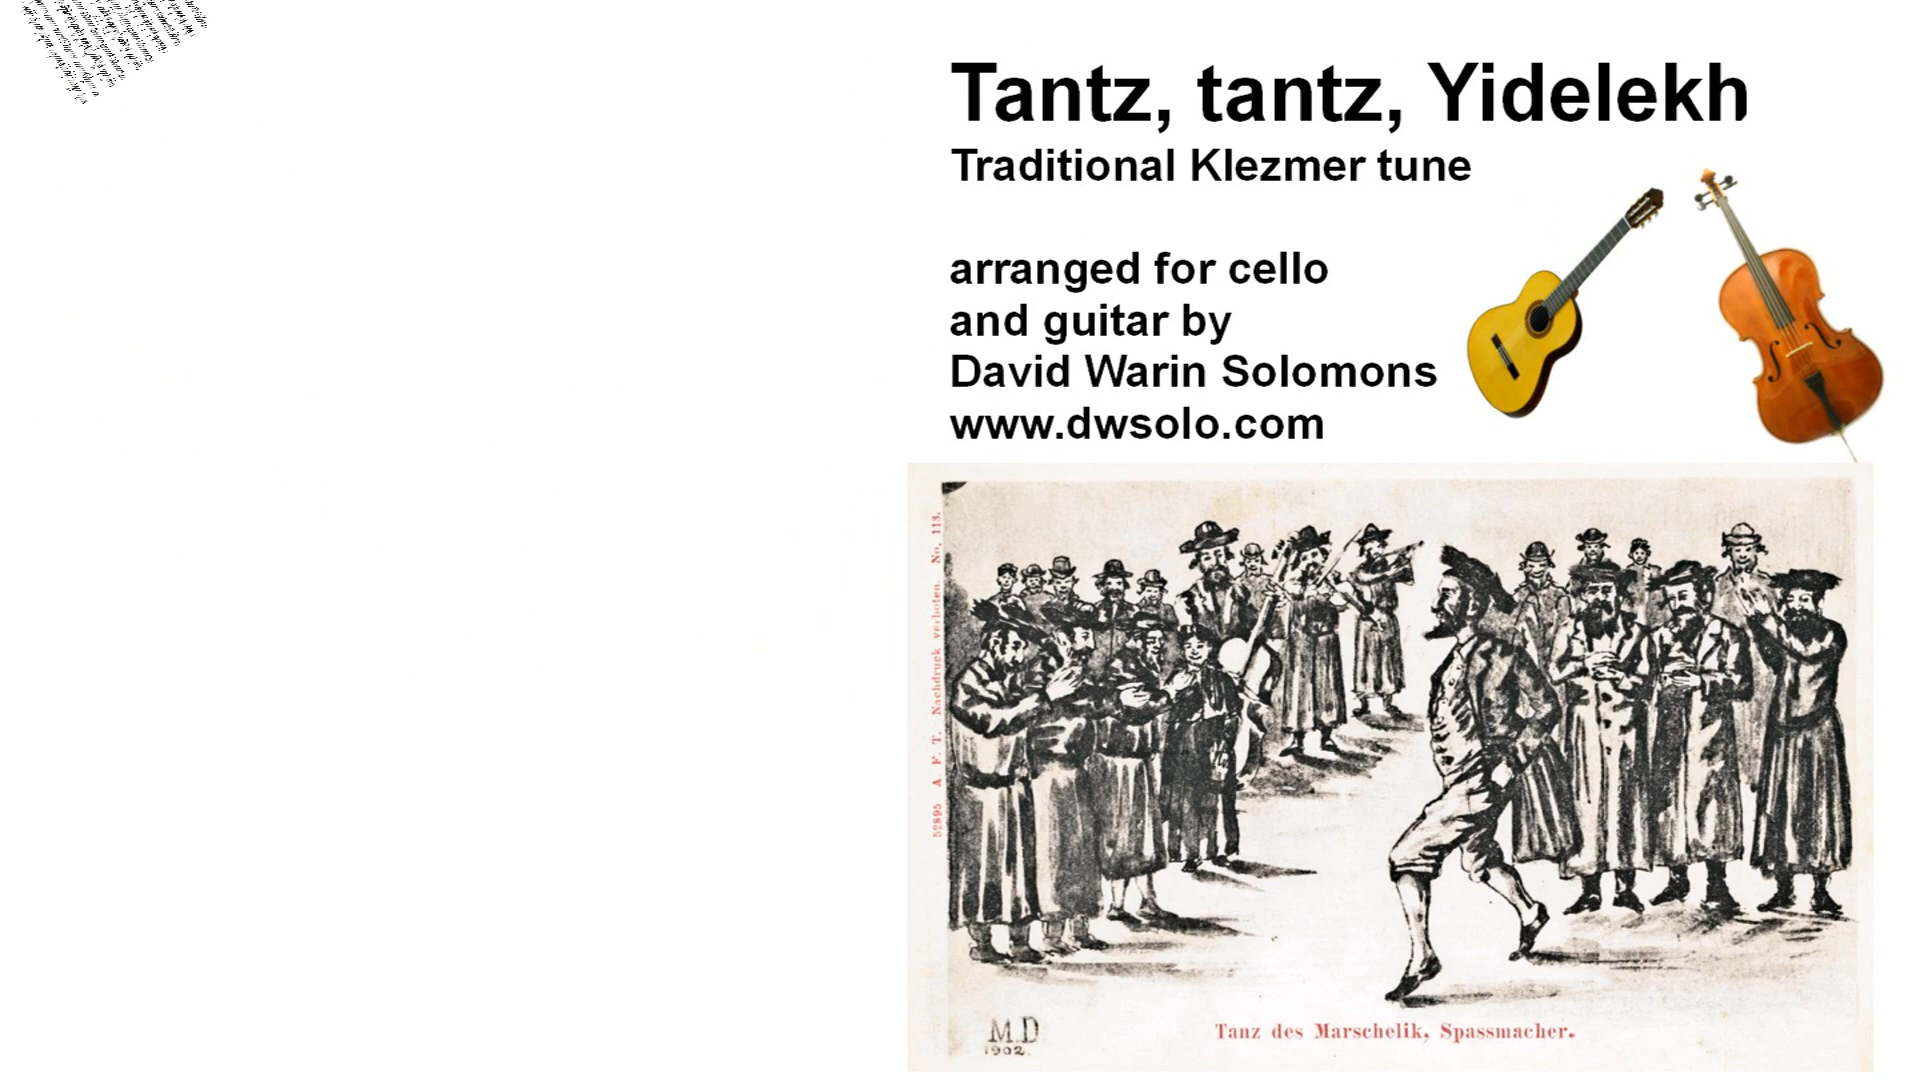 Tantz, tantz, Yidelekh
Traditional Klezmer tune
arranged for cello
and guitar by
David Warin Solomons
www.dwsolo.com
52895 A. F. T. Nachdruck verboten. No. 113.
M.D
1902.
Tanz des Marschelik, Spassmacher.